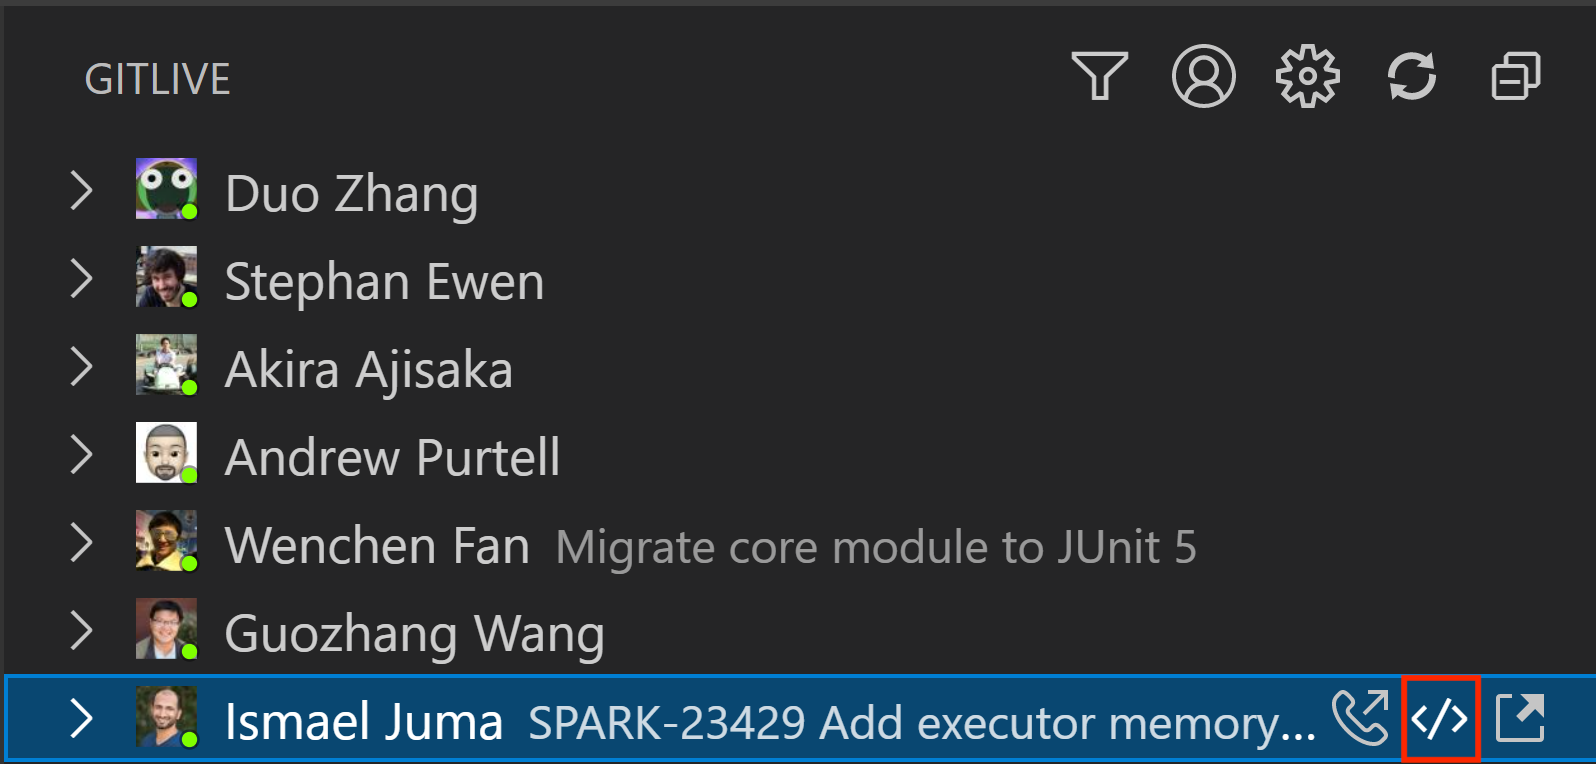 GITLIVE
Duo Zhang
Stephan Ewen
Akira Ajisaka
Andrew Purtell
Wenchen Fan Migrate core module to JUnit 5
Guozhang Wang
Ismael Juma SPARK-23429 Add executor memory...